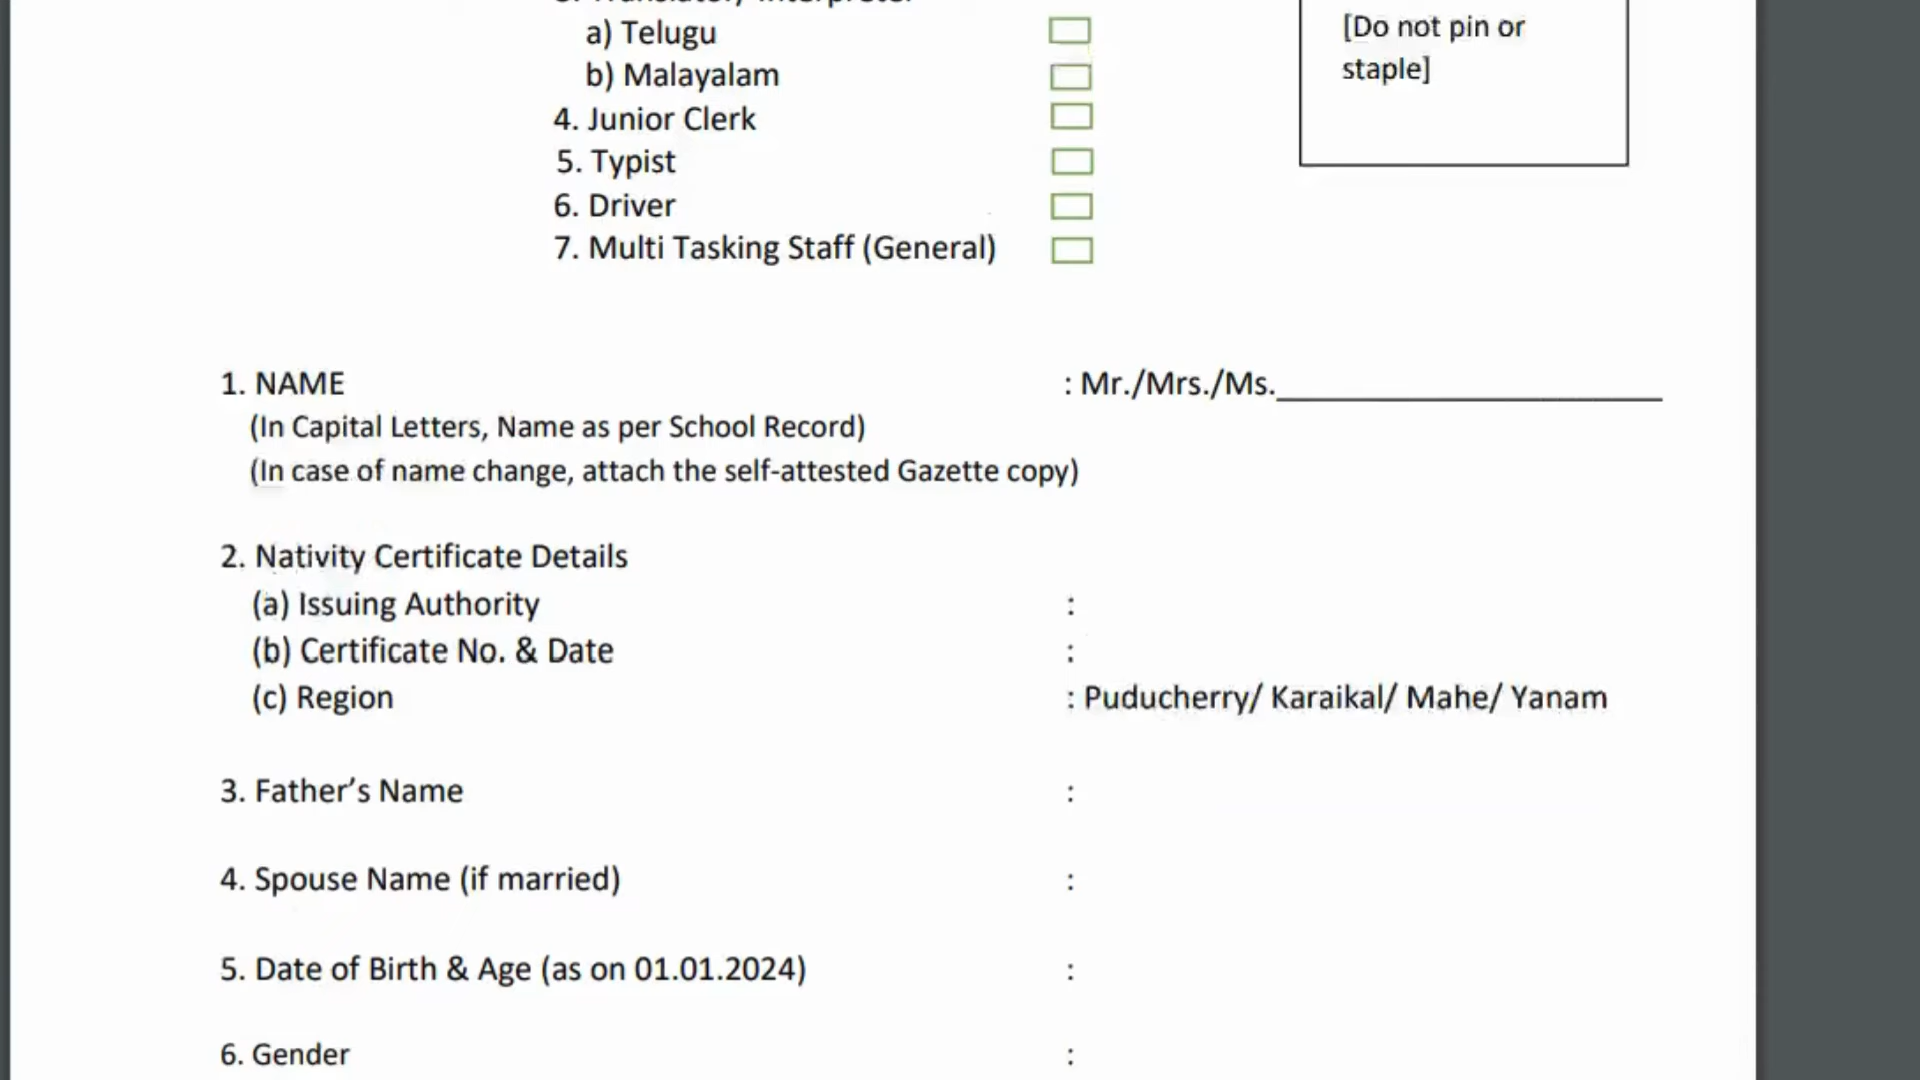 a) Telugu
b) Malayalam
4. Junior Clerk
5. Typist
6. Driver
7. Multi Tasking Staff (General)
[Do not pin or
staple]
1. NAME : Mr./Mrs./Ms.______________________
(In Capital Letters, Name as per School Record)
(In case of name change, attach the self-attested Gazette copy)
2. Nativity Certificate Details
(a) Issuing Authority :
(b) Certificate No. & Date :
(c) Region : Puducherry/ Karaikal/ Mahe/ Yanam
3. Father’s Name :
4. Spouse Name (if married) :
5. Date of Birth & Age (as on 01.01.2024) :
6. Gender :